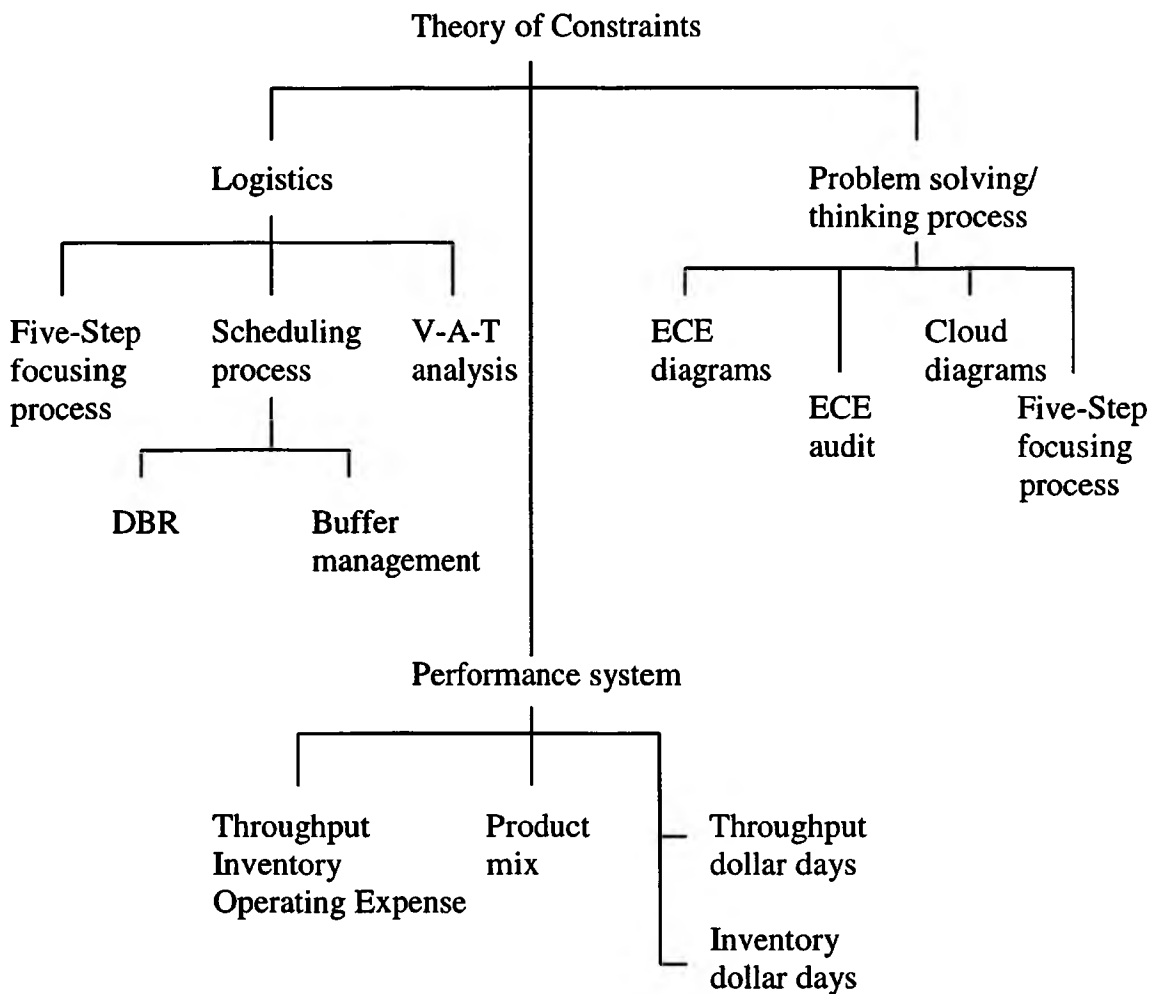 Theory of Constraints
Logistics
Problem solving/
thinking process
Five-Step
focusing
process
Scheduling
process
V-A-T
analysis
ECE
diagrams
ECE
audit
Cloud
diagrams
Five-Step
focusing
process
DBR
Buffer
management
Performance system
Throughput
Inventory
Operating Expense
Product
mix
Throughput
dollar days
Inventory
dollar days